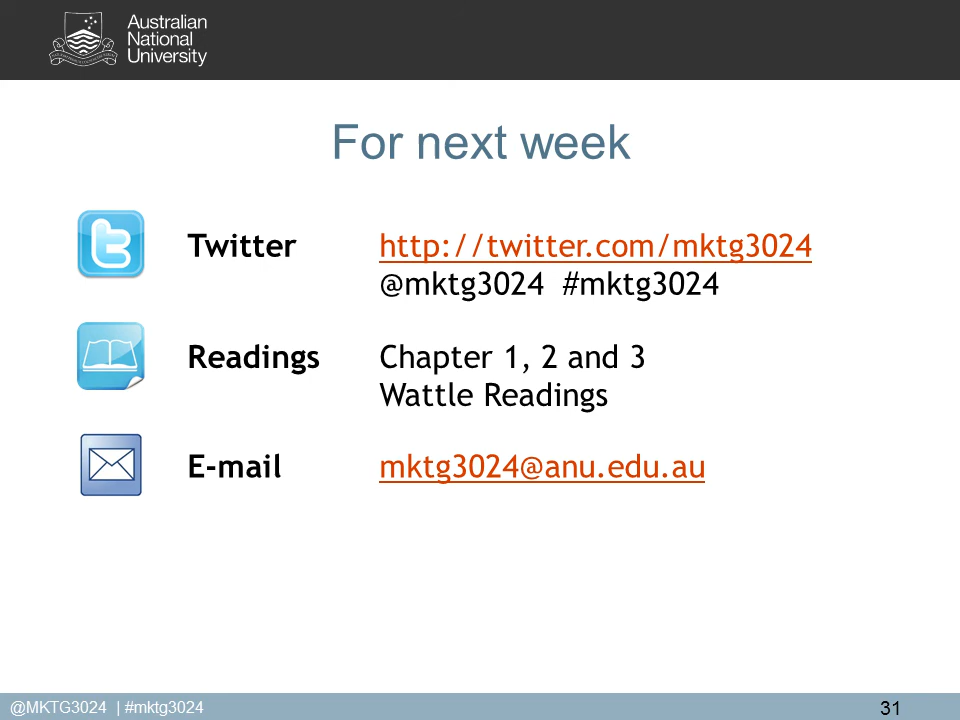 Australian
National
University
For next week
Twitter http://twitter.com/mktg3024
@mktg3024 #mktg3024
Readings Chapter 1, 2 and 3
Wattle Readings
E-mail mktg3024@anu.edu.au
@MKTG3024 | #mktg3024 31